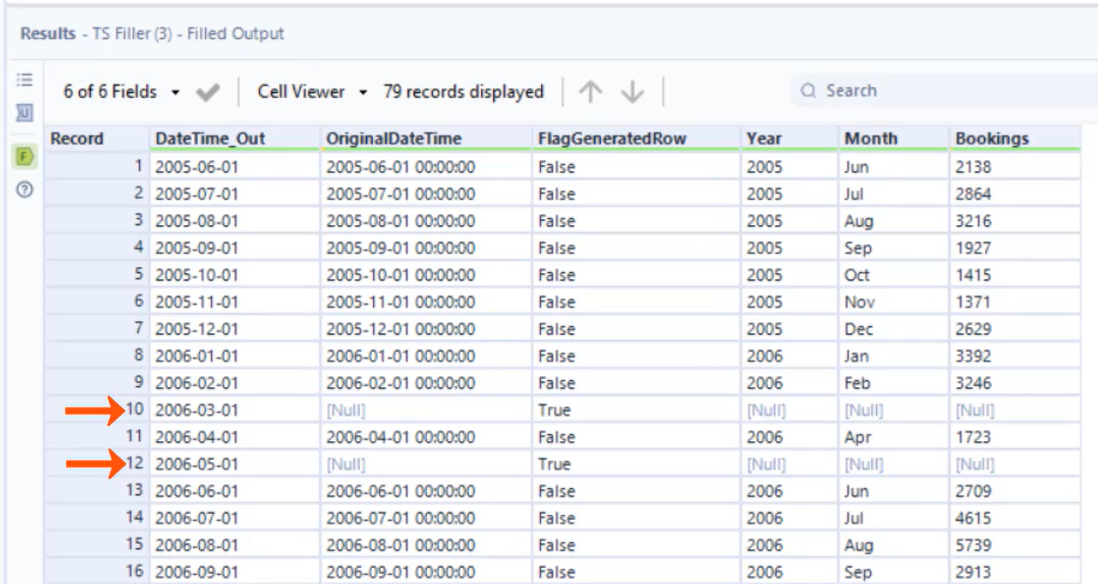 Results - TS Filler (3) - Filled Output
6 of 6 Fields Cell Viewer 79 records displayed Search
Record DateTime_Out OriginalDateTime FlagGeneratedRow Year Month Bookings
1 2005-06-01 2005-06-01 00:00:00 False 2005 Jun 2138
2 2005-07-01 2005-07-01 00:00:00 False 2005 Jul 2864
3 2005-08-01 2005-08-01 00:00:00 False 2005 Aug 3216
4 2005-09-01 2005-09-01 00:00:00 False 2005 Sep 1927
5 2005-10-01 2005-10-01 00:00:00 False 2005 Oct 1415
6 2005-11-01 2005-11-01 00:00:00 False 2005 Nov 1371
7 2005-12-01 2005-12-01 00:00:00 False 2005 Dec 2629
8 2006-01-01 2006-01-01 00:00:00 False 2006 Jan 3392
9 2006-02-01 2006-02-01 00:00:00 False 2006 Feb 3246
10 2006-03-01 [Null] True [Null] [Null] [Null]
11 2006-04-01 2006-04-01 00:00:00 False 2006 Apr 1723
12 2006-05-01 [Null] True [Null] [Null] [Null]
13 2006-06-01 2006-06-01 00:00:00 False 2006 Jun 2709
14 2006-07-01 2006-07-01 00:00:00 False 2006 Jul 4615
15 2006-08-01 2006-08-01 00:00:00 False 2006 Aug 5739
16 2006-09-01 2006-09-01 00:00:00 False 2006 Sep 2913